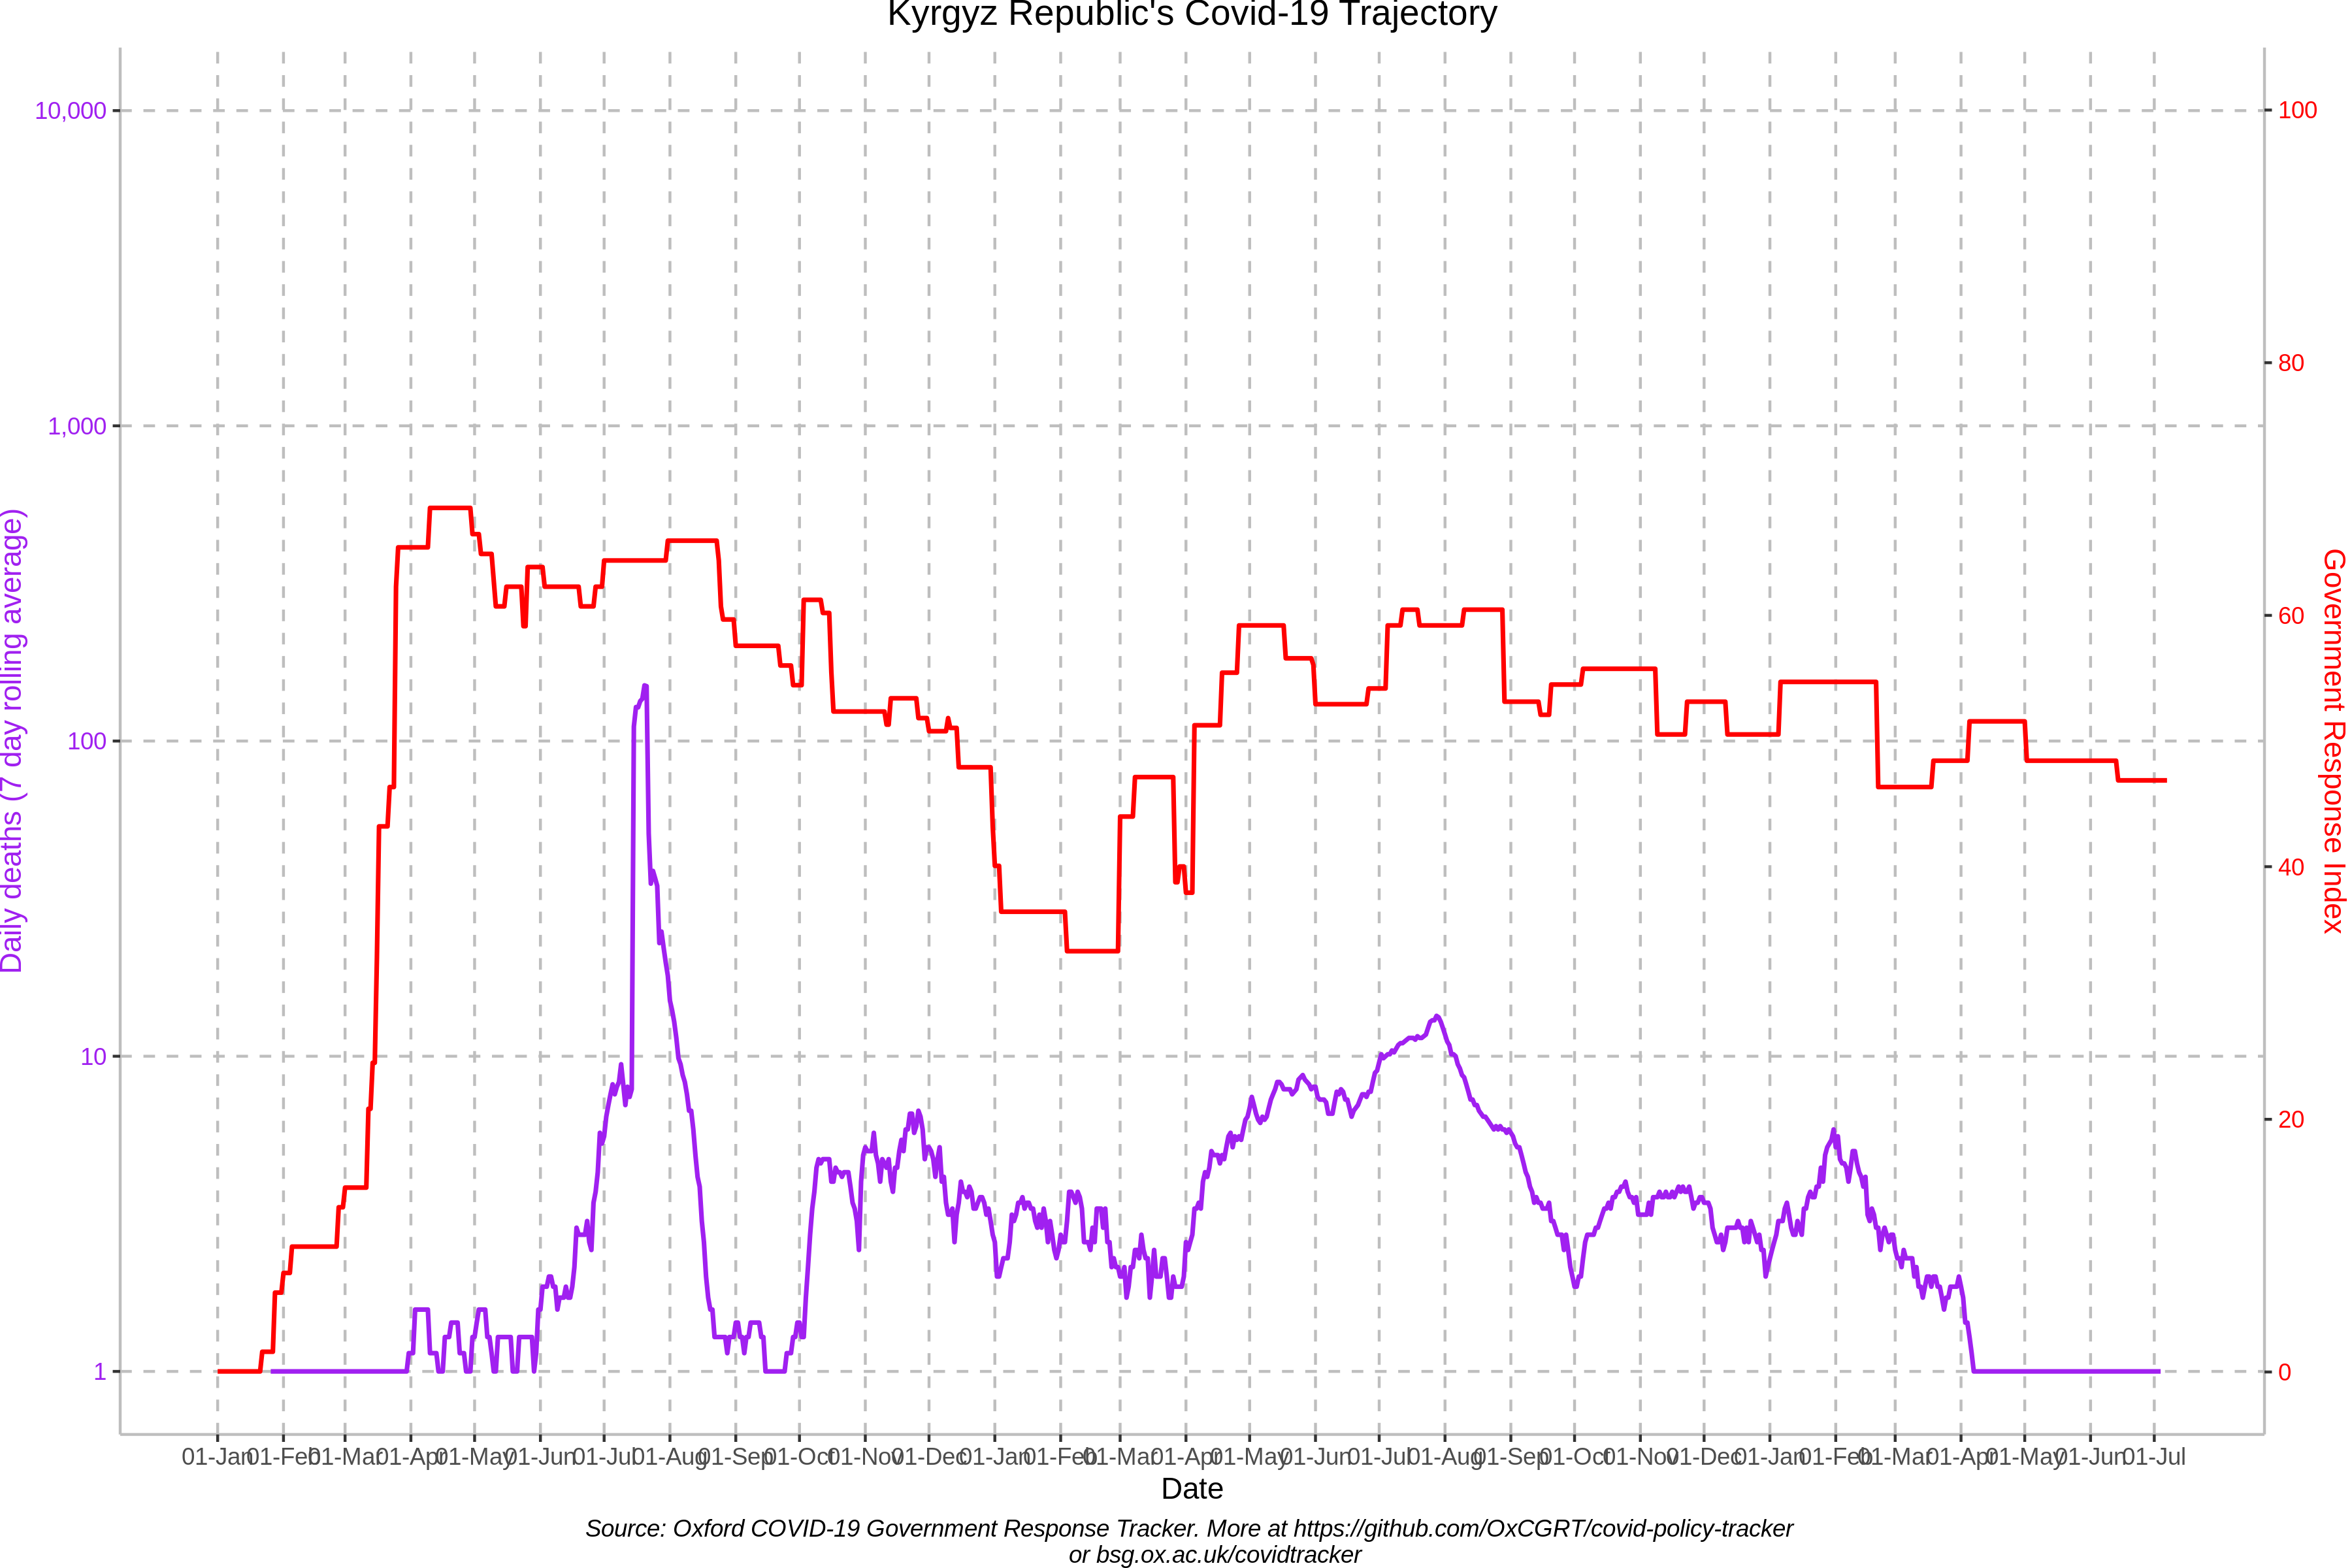 Kyrgyz Republic's Covid-19 Trajectory
10,000
1,000
100
10
1
Daily deaths (7 day rolling average)
100
80
60
40
20
0
Government Response Index
01-Jan 01-Feb 01-Mar 01-Apr 01-May 01-Jun 01-Jul 01-Aug 01-Sep 01-Oct 01-Nov 01-Dec 01-Jan 01-Feb 01-Mar 01-Apr 01-May 01-Jun 01-Jul 01-Aug 01-Sep 01-Oct 01-Nov 01-Dec 01-Jan 01-Feb 01-Mar 01-Apr 01-May 01-Jun 01-Jul
Date
Source: Oxford COVID-19 Government Response Tracker. More at https://github.com/OxCGRT/covid-policy-tracker
or bsg.ox.ac.uk/covidtracker